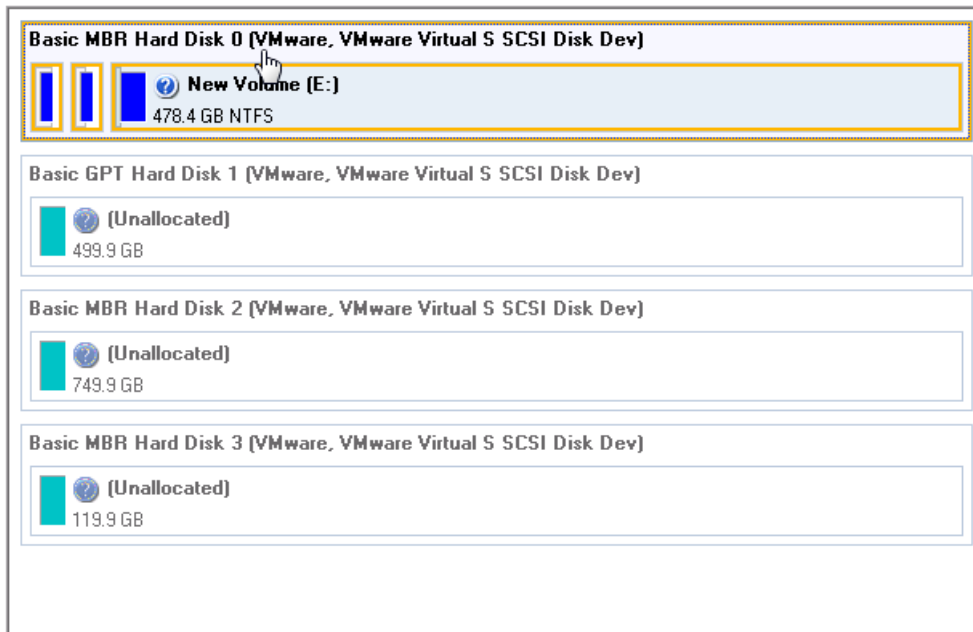 Basic MBR Hard Disk 0 (VMware, VMware Virtual S SCSI Disk Dev)
New Volume (E:)
478.4 GB NTFS
Basic GPT Hard Disk 1 (VMware, VMware Virtual S SCSI Disk Dev)
(Unallocated)
499.9 GB
Basic MBR Hard Disk 2 (VMware, VMware Virtual S SCSI Disk Dev)
(Unallocated)
749.9 GB
Basic MBR Hard Disk 3 (VMware, VMware Virtual S SCSI Disk Dev)
(Unallocated)
119.9 GB